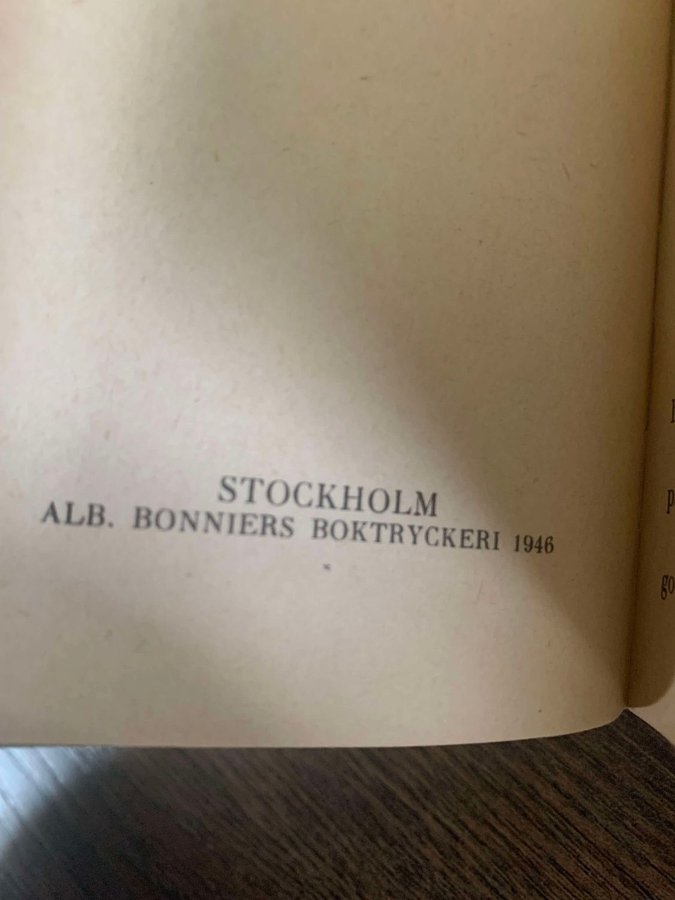 STOCKHOLM
ALB. BONNIERS BOKTRYCKERI 1946